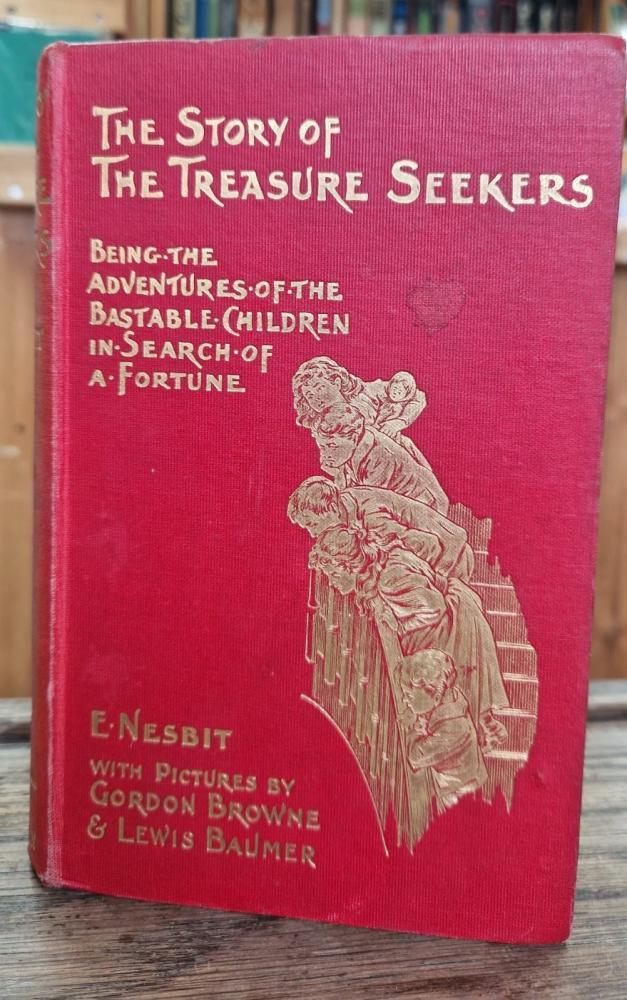 THE STORY OF
THE TREASURE SEEKERS
BEING·THE
ADVENTURES·OF·THE
BASTABLE·CHILDREN
IN·SEARCH·OF
A·FORTUNE
E·NESBIT
WITH PICTURES BY
GORDON BROWNE
& LEWIS BAUMER